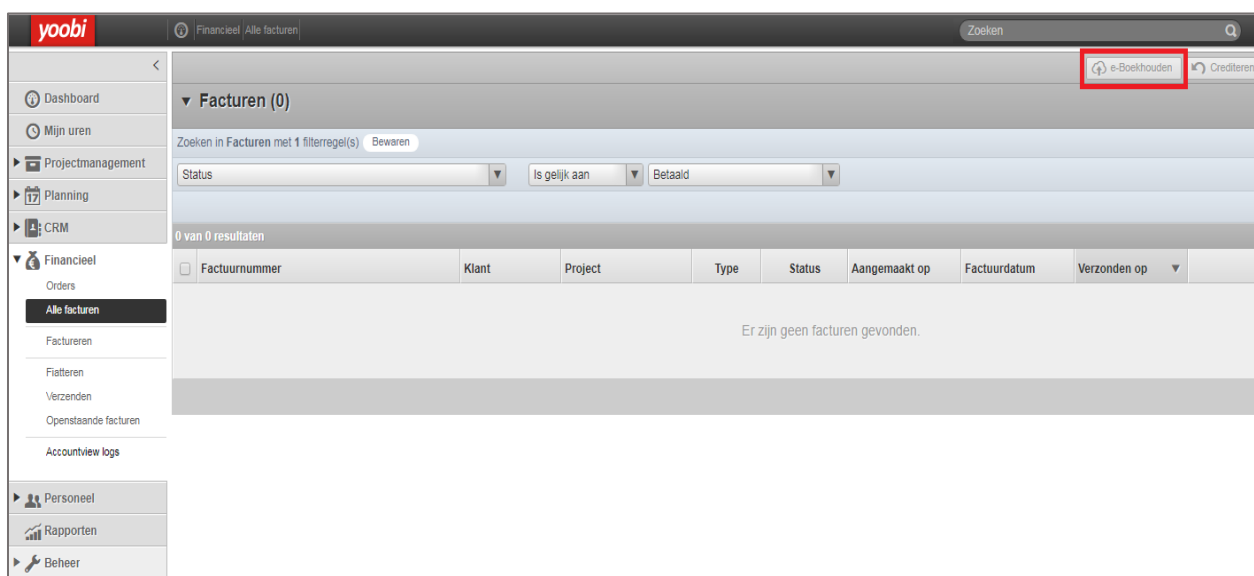 yoobi
Financieel Alle facturen
Zoeken
e-Boekhouden
Crediteren
Dashboard
Mijn uren
Projectmanagement
17 Planning
CRM
Financieel
Orders
Alle facturen
Factureren
Fiatteren
Verzenden
Openstaande facturen
Accountview logs
Personeel
Rapporten
Beheer
Facturen (0)
Zoeken in Facturen met 1 filterregel(s) Bewaren
Status Is gelijk aan Betaald
0 van 0 resultaten
Factuurnummer Klant Project Type Status Aangemaakt op Factuurdatum Verzonden op
Er zijn geen facturen gevonden.